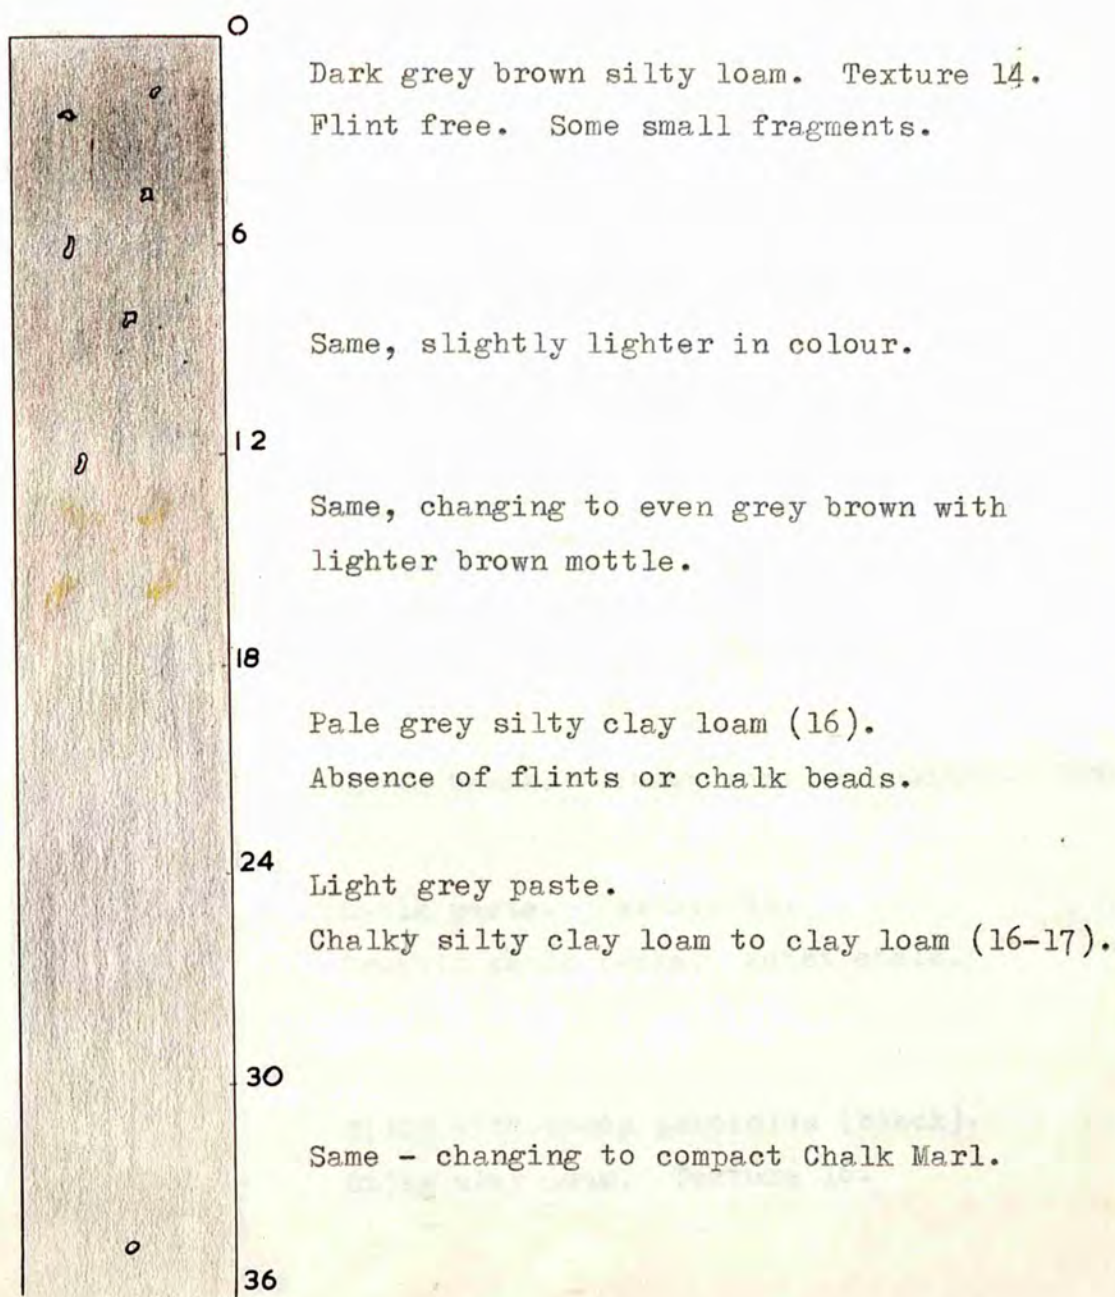 0
Dark grey brown silty loam. Texture 14.
Flint free. Some small fragments.
6
Same, slightly lighter in colour.
12
Same, changing to even grey brown with
lighter brown mottle.
18
Pale grey silty clay loam (16).
Absence of flints or chalk beads.
24
Light grey paste.
Chalky silty clay loam to clay loam (16-17).
30
Same - changing to compact Chalk Marl.
36